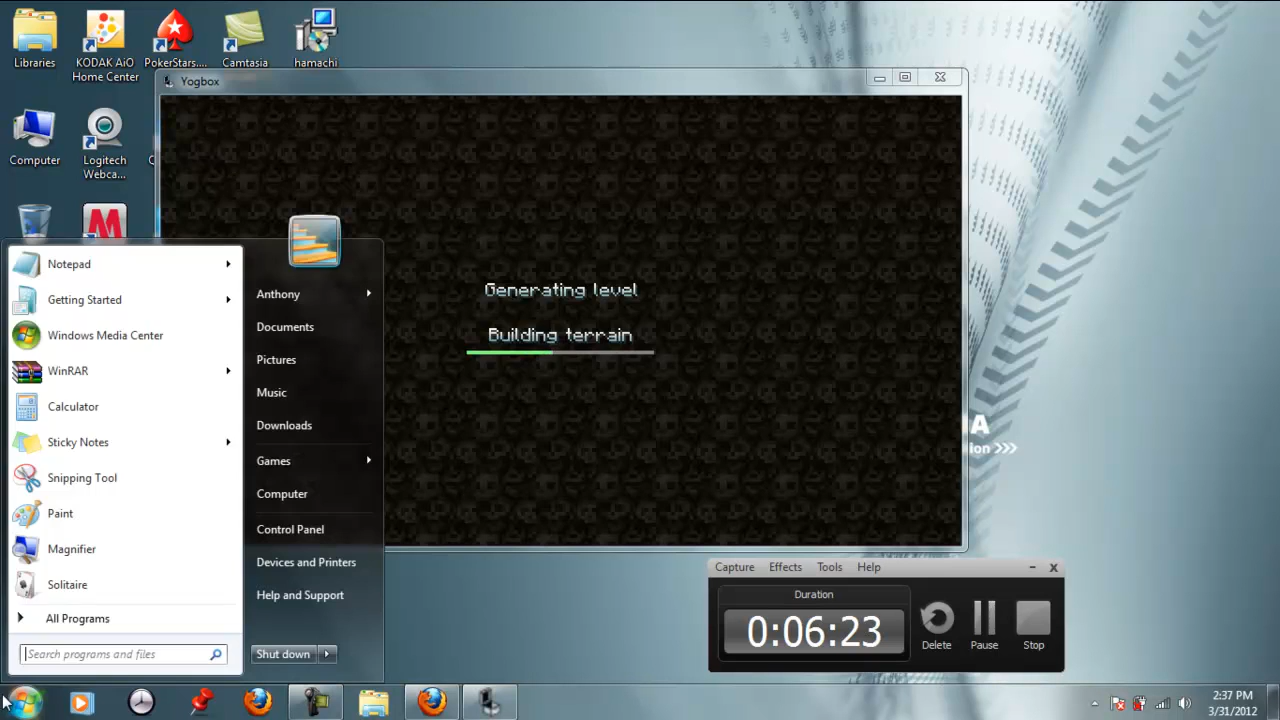 Libraries
KODAK AiO
Home Center
PokerStars....
Camtasia
hamachi
Computer
Logitech
Webca...
Yogbox
Generating level
Building terrain
A
ion >>>
Notepad
Getting Started
Windows Media Center
WinRAR
Calculator
Sticky Notes
Snipping Tool
Paint
Magnifier
Solitaire
All Programs
Search programs and files
Anthony
Documents
Pictures
Music
Downloads
Games
Computer
Control Panel
Devices and Printers
Help and Support
Shut down
Capture Effects Tools Help
Duration
0:06:23
Delete
Pause
Stop
2:37 PM
3/31/2012